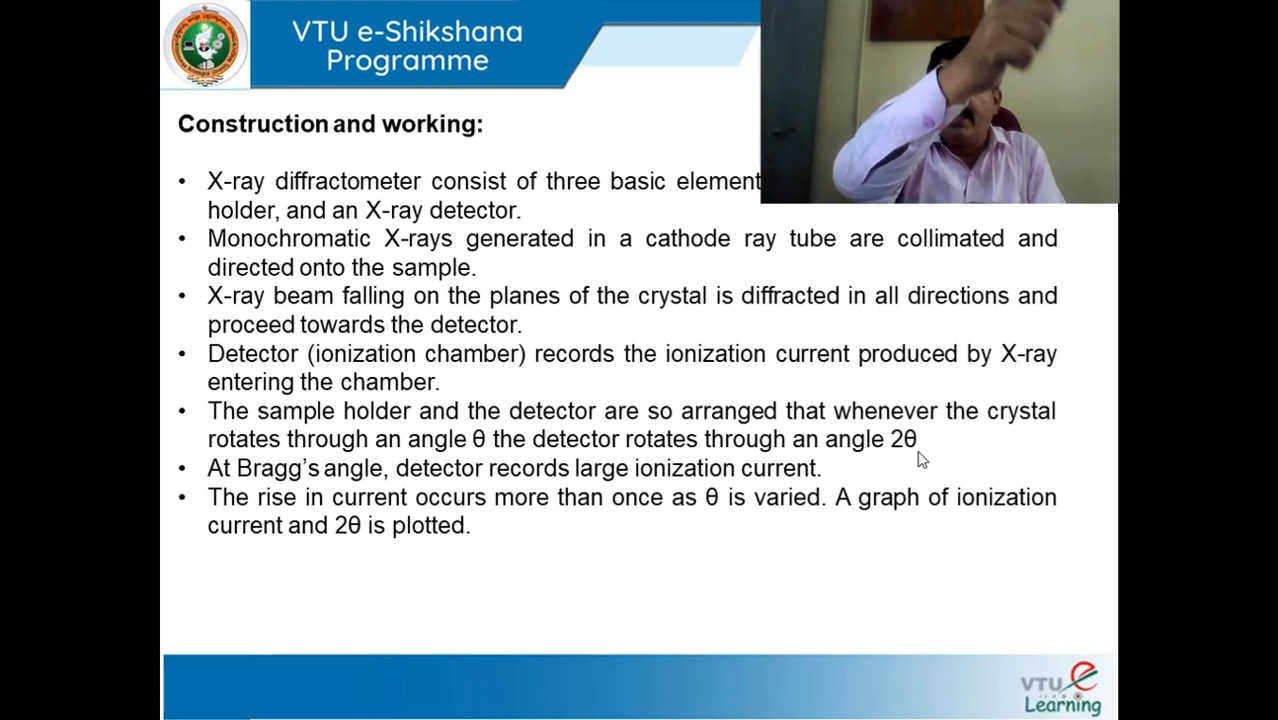 VTU e-Shikshana
Programme
Construction and working:
• X-ray diffractometer consist of three basic element
holder, and an X-ray detector.
• Monochromatic X-rays generated in a cathode ray tube are collimated and
directed onto the sample.
• X-ray beam falling on the planes of the crystal is diffracted in all directions and
proceed towards the detector.
• Detector (ionization chamber) records the ionization current produced by X-ray
entering the chamber.
• The sample holder and the detector are so arranged that whenever the crystal
rotates through an angle θ the detector rotates through an angle 2θ
• At Bragg’s angle, detector records large ionization current.
• The rise in current occurs more than once as θ is varied. A graph of ionization
current and 2θ is plotted.
VTU e
Learning